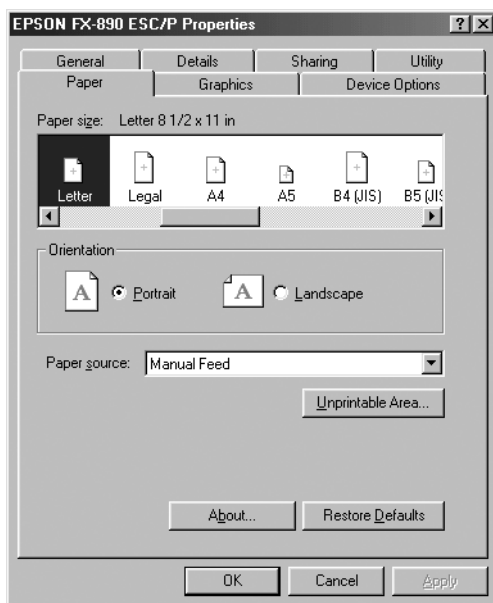 EPSON FX-890 ESC/P Properties
General Details Sharing Utility
Paper Graphics Device Options
Paper size: Letter 8 1/2 x 11 in
Letter Legal A4 A5 B4 (JIS) B5 (JIS
Orientation
A Portrait A Landscape
Paper source: Manual Feed
Unprintable Area...
About... Restore Defaults
OK Cancel Apply